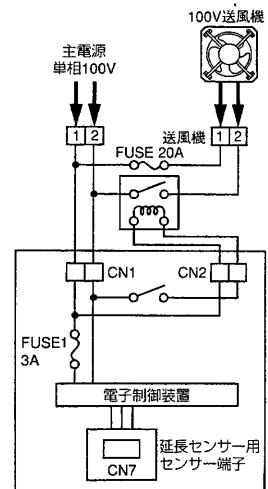 100V送風機
主電源
単相100V
1 2
送風機 1 2
FUSE 20A
CN1
CN2
FUSE1
3A
電子制御装置
延長センサー用
センサー端子
CN7